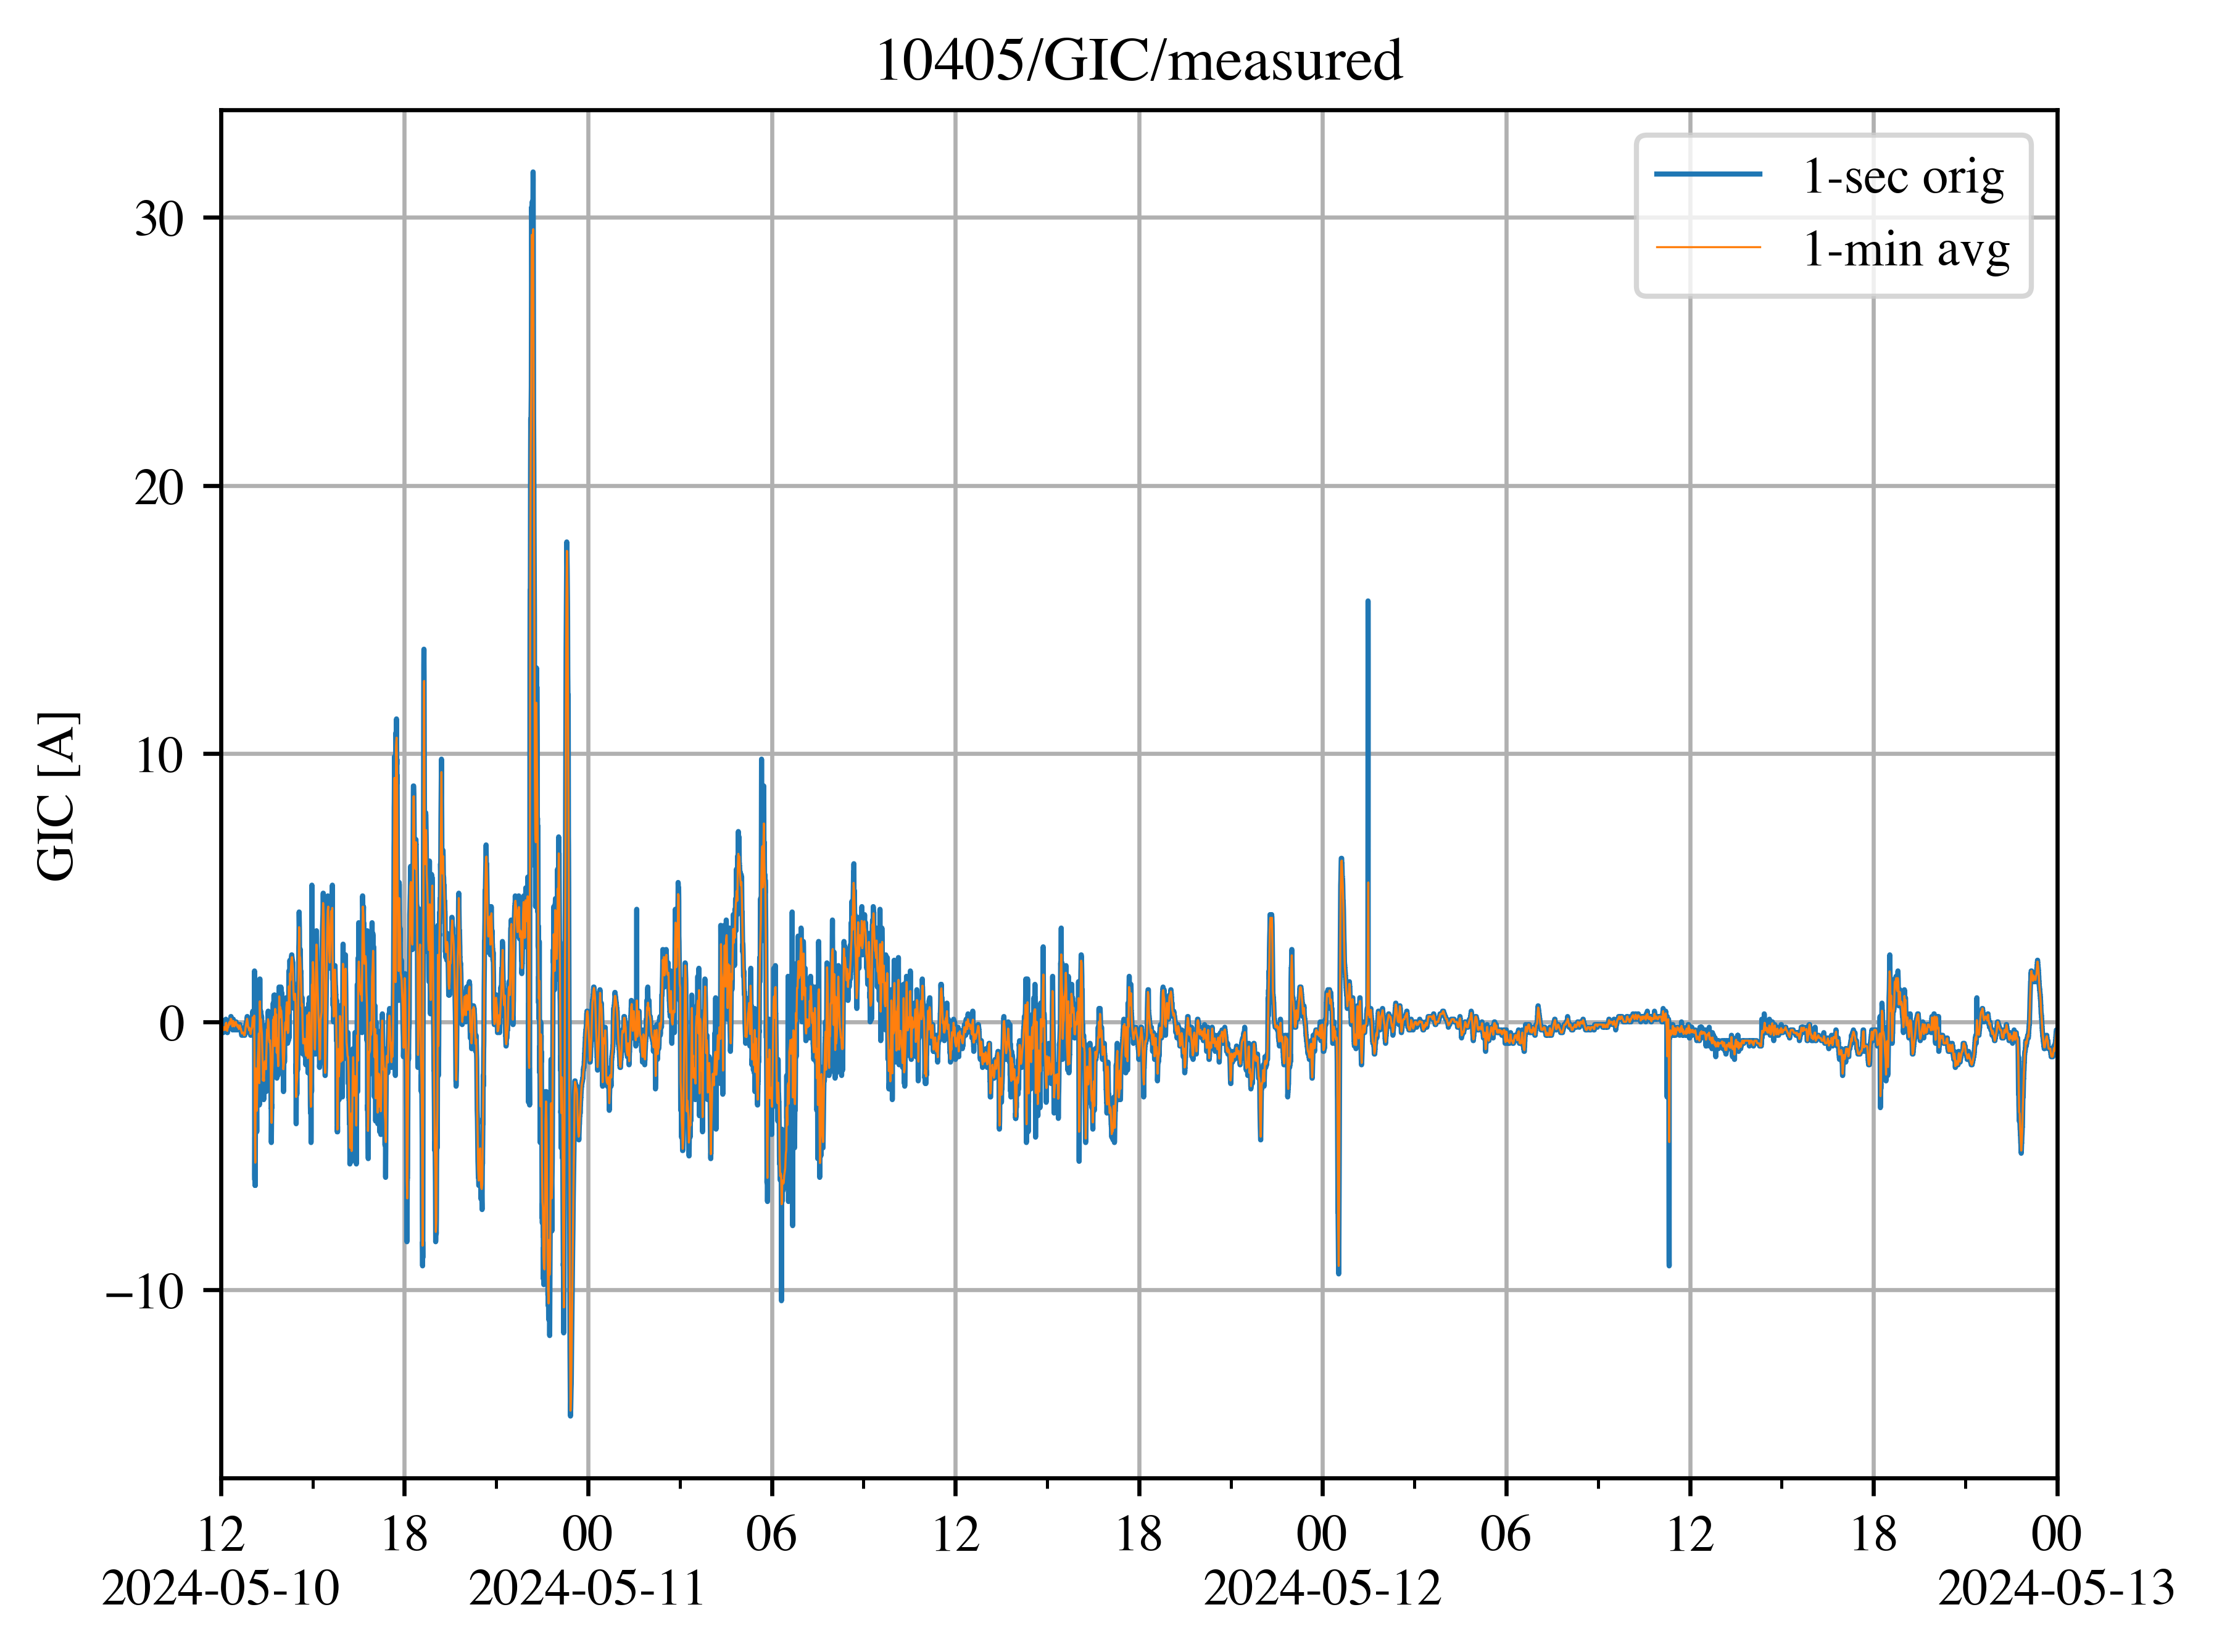 10405/GIC/measured
1-sec orig
1-min avg
GIC [A]
30
20
10
0
−10
12 18 00 06 12 18 00 06 12 18 00
2024-05-10 2024-05-11 2024-05-12 2024-05-13